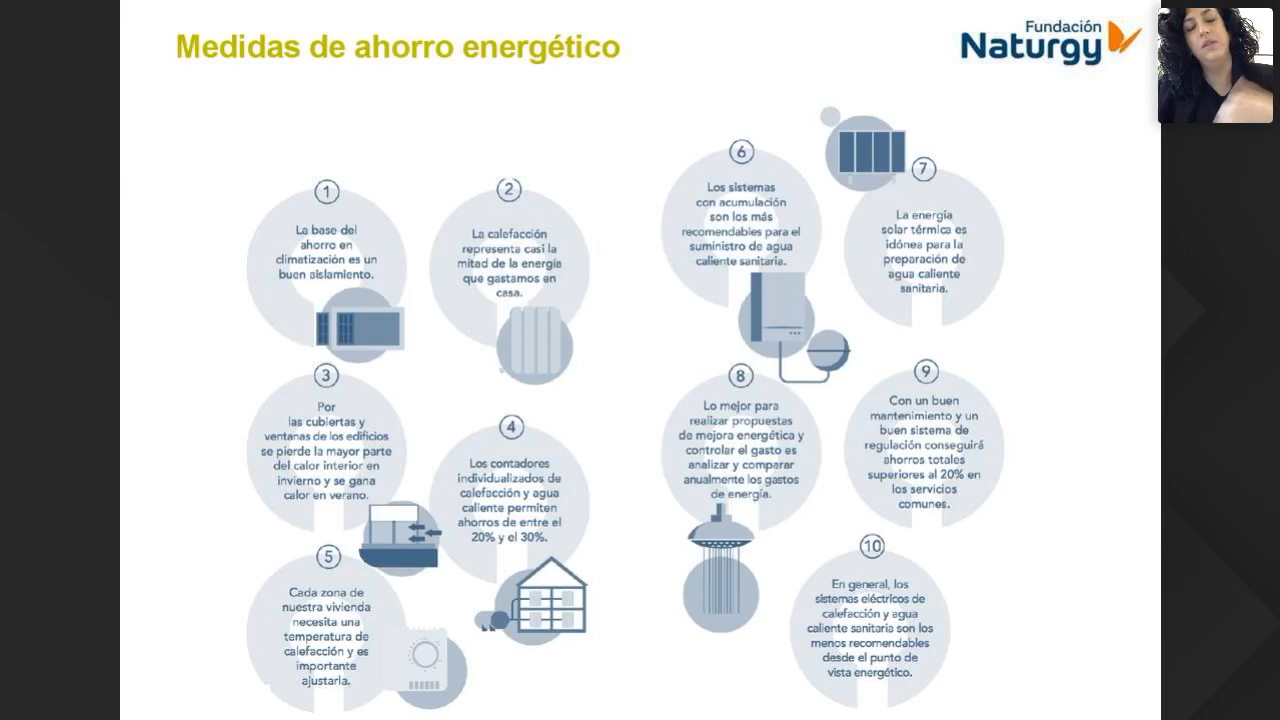 Medidas de ahorro energético
Fundación
Naturgy
1
La base del
ahorro en
climatización es un
buen aislamiento.
2
La calefacción
representa casi la
mitad de la energía
que gastamos en
casa.
3
Por
las cubiertas y
ventanas de los edificios
se pierde la mayor parte
del calor interior en
invierno y se gana
calor en verano.
4
Los contadores
individualizados de
calefacción y agua
caliente permiten
ahorros de entre el
20% y el 30%.
5
Cada zona de
nuestra vivienda
necesita una
temperatura de
calefacción y es
importante
ajustarla.
6
Los sistemas
con acumulación
son los más
recomendables para el
suministro de agua
caliente sanitaria.
7
La energía
solar térmica es
idónea para la
preparación de
agua caliente
sanitaria.
8
Lo mejor para
realizar propuestas
de mejora energética y
controlar el gasto es
analizar y comparar
anualmente los gastos
de energía.
9
Con un buen
mantenimiento y un
buen sistema de
regulación conseguirá
ahorros totales
superiores al 20% en
los servicios
comunes.
10
En general, los
sistemas eléctricos de
calefacción y agua
caliente sanitaria son los
menos recomendables
desde el punto de
vista energético.